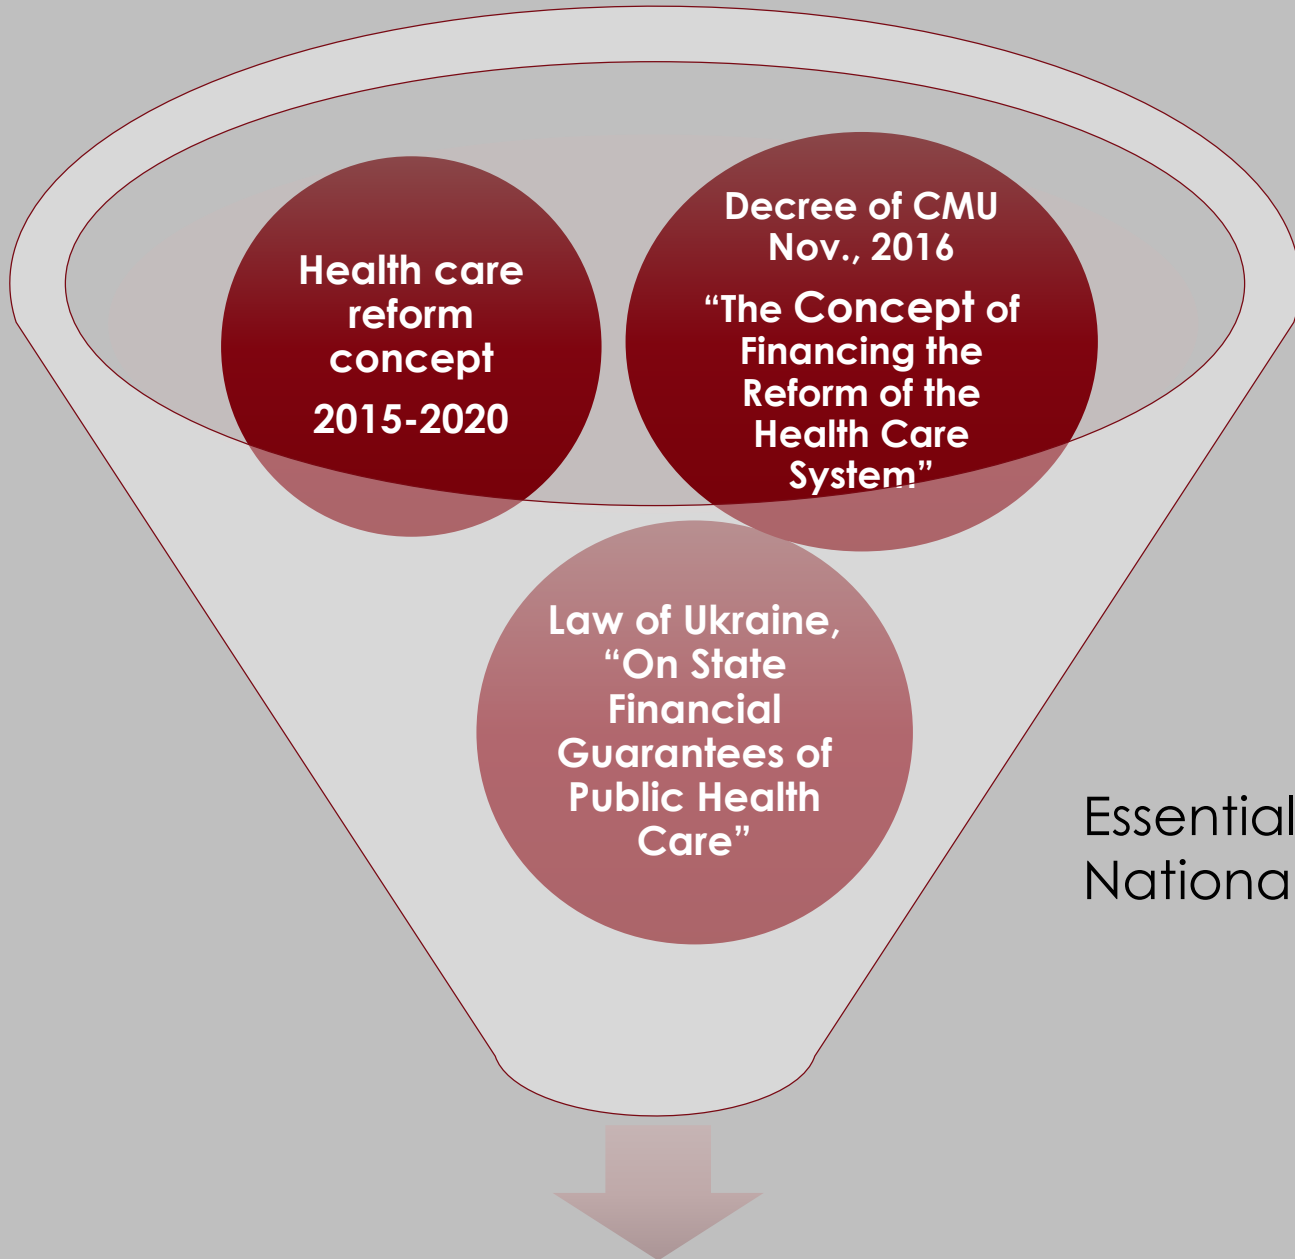 Health care
reform
concept
2015-2020
Decree of CMU
Nov., 2016
“The Concept of
Financing the
Reform of the
Health Care
System”
Law of Ukraine,
“On State
Financial
Guarantees of
Public Health
Care”
Essential
Nationa